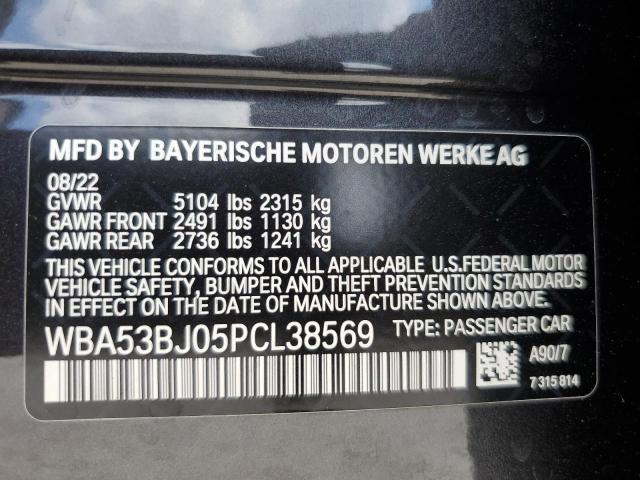 MFD BY BAYERISCHE MOTOREN WERKE AG
08/22
GVWR 5104 lbs 2315 kg
GAWR FRONT 2491 lbs 1130 kg
GAWR REAR 2736 lbs 1241 kg
THIS VEHICLE CONFORMS TO ALL APPLICABLE U.S.FEDERAL MOTOR
VEHICLE SAFETY, BUMPER AND THEFT PREVENTION STANDARDS
IN EFFECT ON THE DATE OF MANUFACTURE SHOWN ABOVE.
WBA53BJ05PCL38569 TYPE: PASSENGER CAR
A90/7
7 315 814